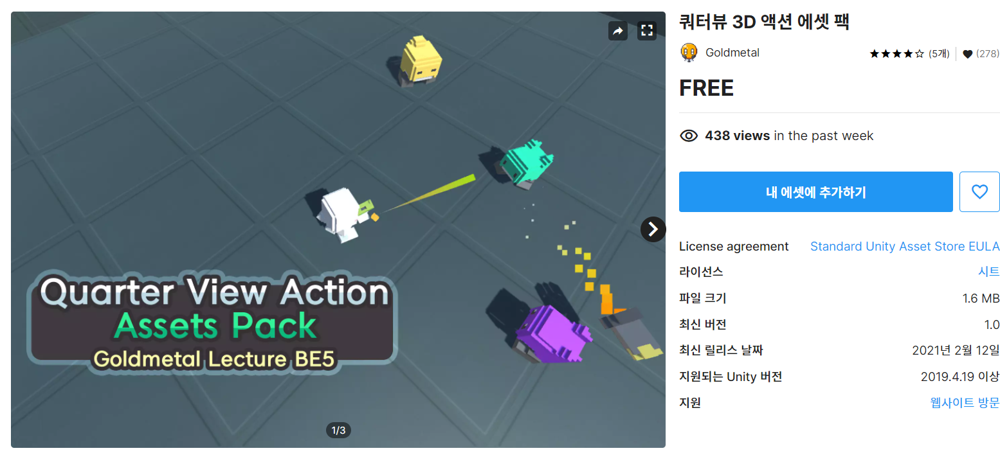 Quarter View Action
Assets Pack
Goldmetal Lecture BE5
1/3
쿼터뷰 3D 액션 에셋 팩
Goldmetal
★★★★☆ (5개) (278)
FREE
438 views in the past week
내 에셋에 추가하기
License agreement Standard Unity Asset Store EULA
라이선스 시트
파일 크기 1.6 MB
최신 버전 1.0
최신 릴리스 날짜 2021년 2월 12일
지원되는 Unity 버전 2019.4.19 이상
지원 웹사이트 방문